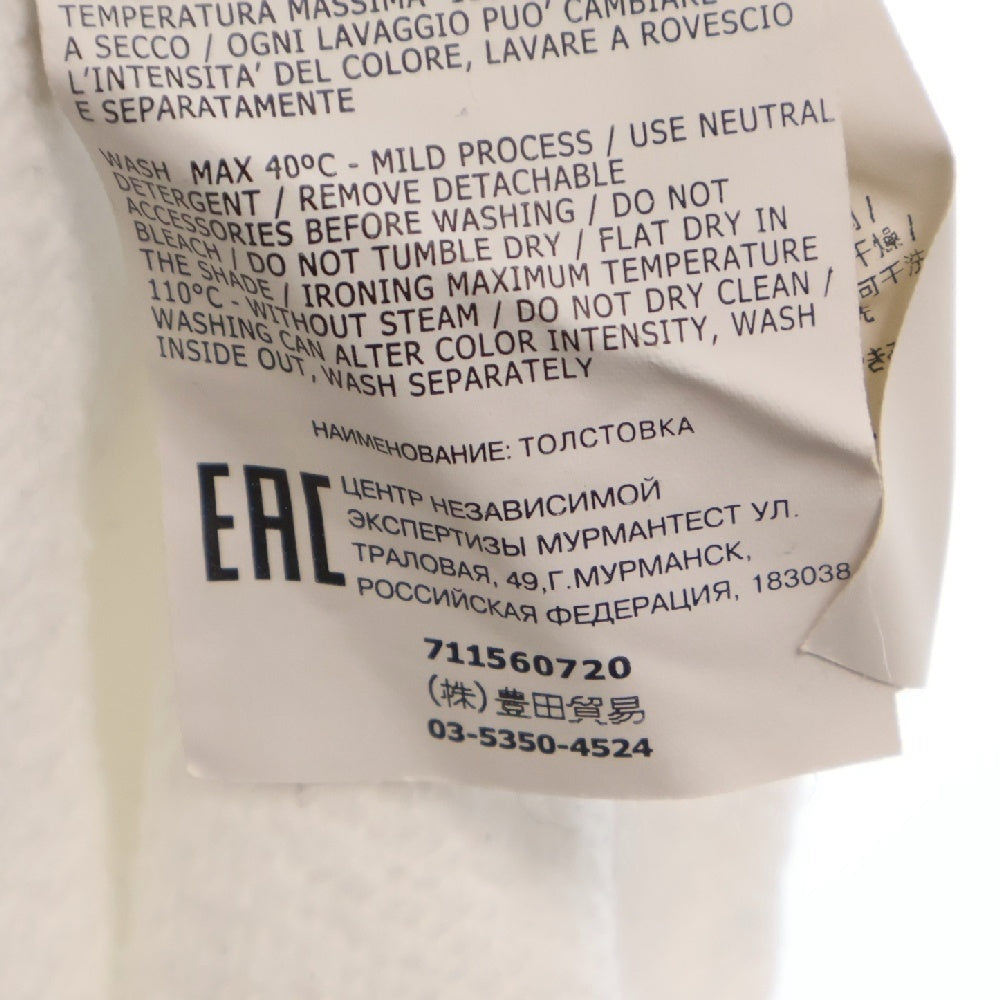 TEMPERATURA MASSIMA
A SECCO / OGNI LAVAGGIO PUO' CAMBIARE
L'INTENSITA' DEL COLORE, LAVARE A ROVESCIO
E SEPARATAMENTE
WASH MAX 40°C - MILD PROCESS / USE NEUTRAL
DETERGENT / REMOVE DETACHABLE
ACCESSORIES BEFORE WASHING / DO NOT
BLEACH / DO NOT TUMBLE DRY / FLAT DRY IN
THE SHADE / IRONING MAXIMUM TEMPERATURE
110°C - WITHOUT STEAM / DO NOT DRY CLEAN /
WASHING CAN ALTER COLOR INTENSITY, WASH
INSIDE OUT, WASH SEPARATELY
НАИМЕНОВАНИЕ: ТОЛСТОВКА
EAC
ЦЕНТР НЕЗАВИСИМОЙ
ЭКСПЕРТИЗЫ МУРМАНТЕСТ УЛ.
ТРАЛОВАЯ, 49,Г.МУРМАНСК,
РОССИЙСКАЯ ФЕДЕРАЦИЯ, 183038
711560720
(株)豊田貿易
03-5350-4524